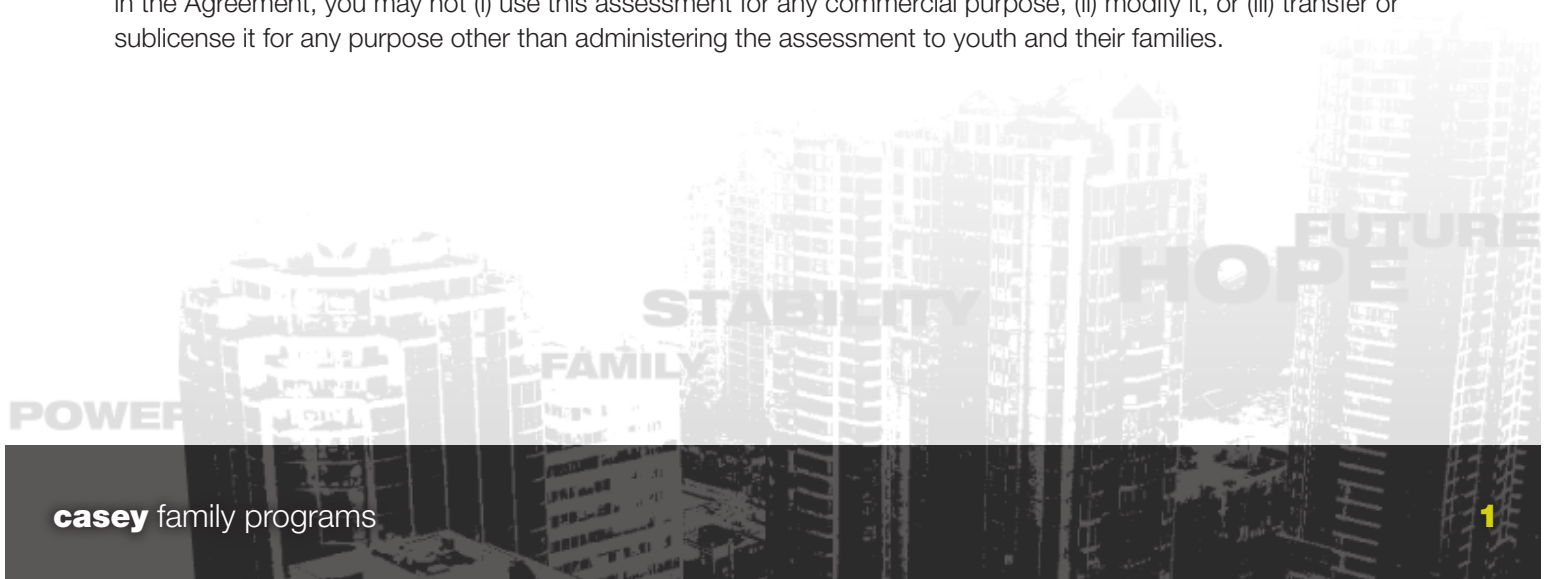 in the Agreement, you may not (i) use this assessment for any commercial purpose, (ii) modify it, or (iii) transfer or
sublicense it for any purpose other than administering the assessment to youth and their families.
FUTURE
HOPE
STABILITY
FAMILY
POWER
casey family programs
1